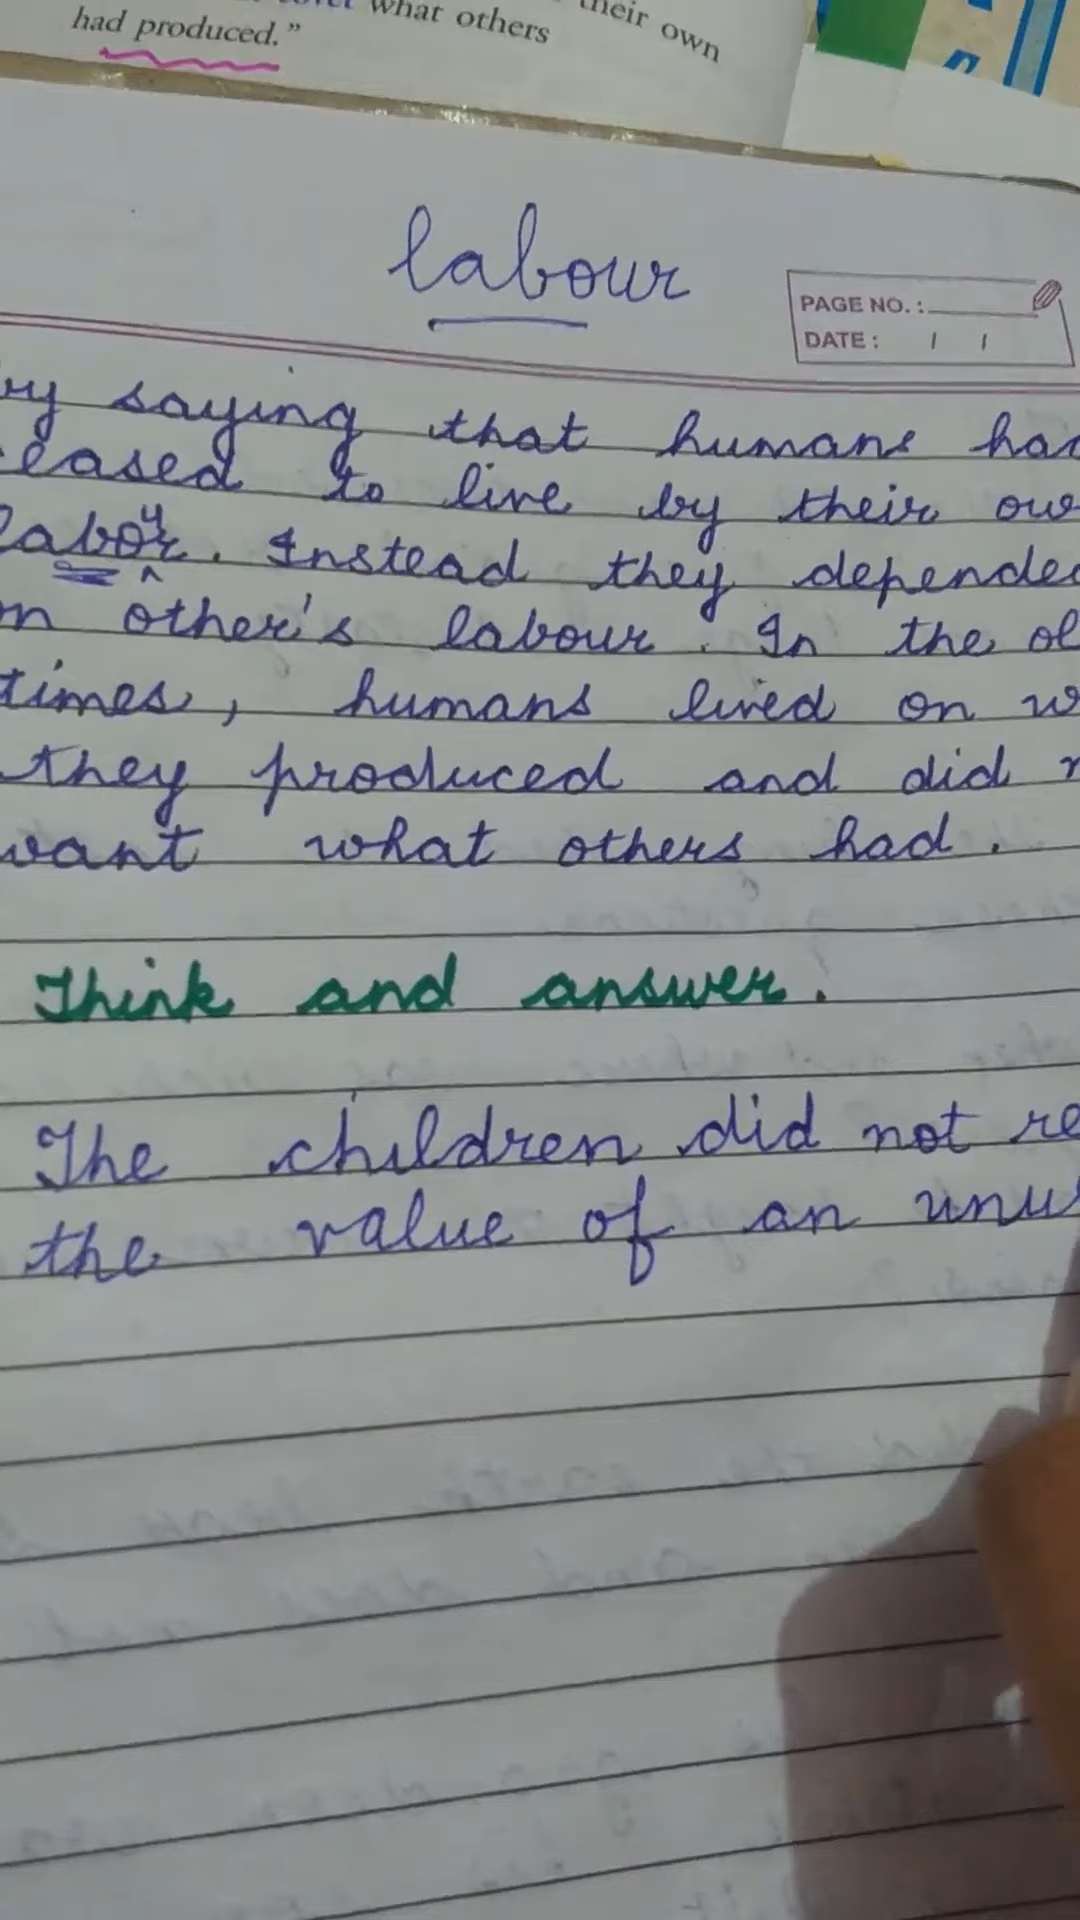 what others their own
had produced."
labour
PAGE NO. :
DATE : / /
saying that humans
to live by their
labour. Instead they
other's labour. In the
times, humans lived on
they produced and did
what others had.
Think and answer.
The children did not
the value of an